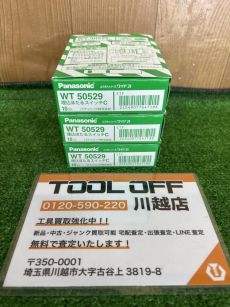 Panasonic
WT 50529
埋込ほたるスイッチC
10
WT 50529
埋込ほたるスイッチC
WT 50529
埋込ほたるスイッチC
TOOL OFF
0120-590-220 川越店
工具買取強化中!!
新品・中古・ジャンク買取可能 宅配査定・出張査定・LINE査定
無料で査定いたします!
〒350-0001
埼玉県川越市大字古谷上 3819-8